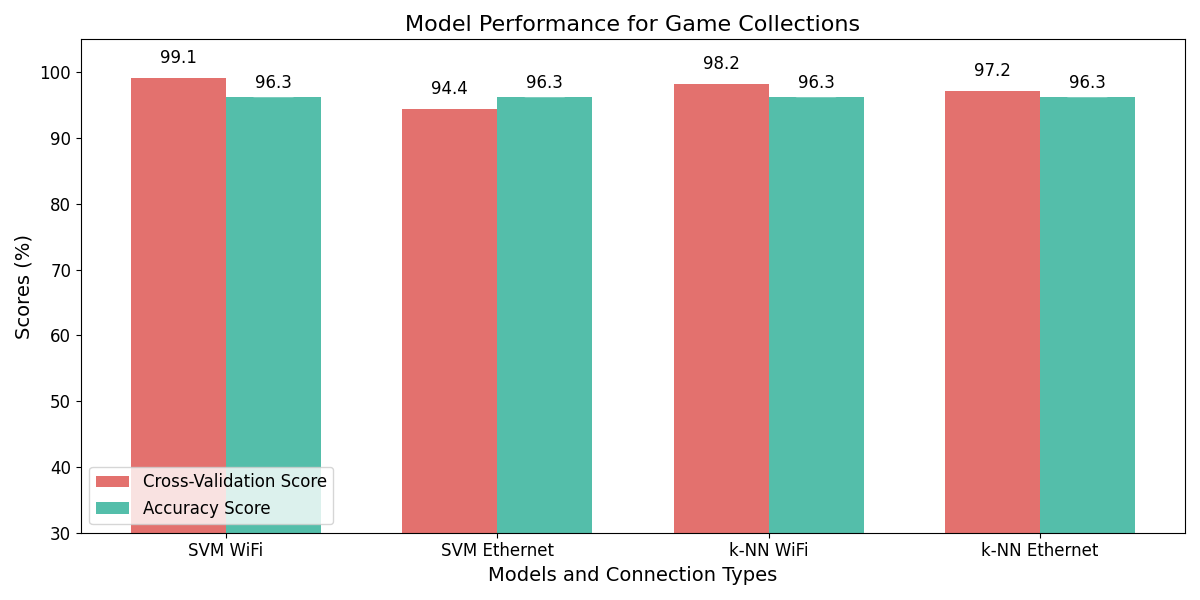 Model Performance for Game Collections
99.1
96.3
94.4
96.3
98.2
96.3
97.2
96.3
100
90
80
70
60
50
40
30
Scores (%)
Cross-Validation Score
Accuracy Score
SVM WiFi
SVM Ethernet
k-NN WiFi
k-NN Ethernet
Models and Connection Types